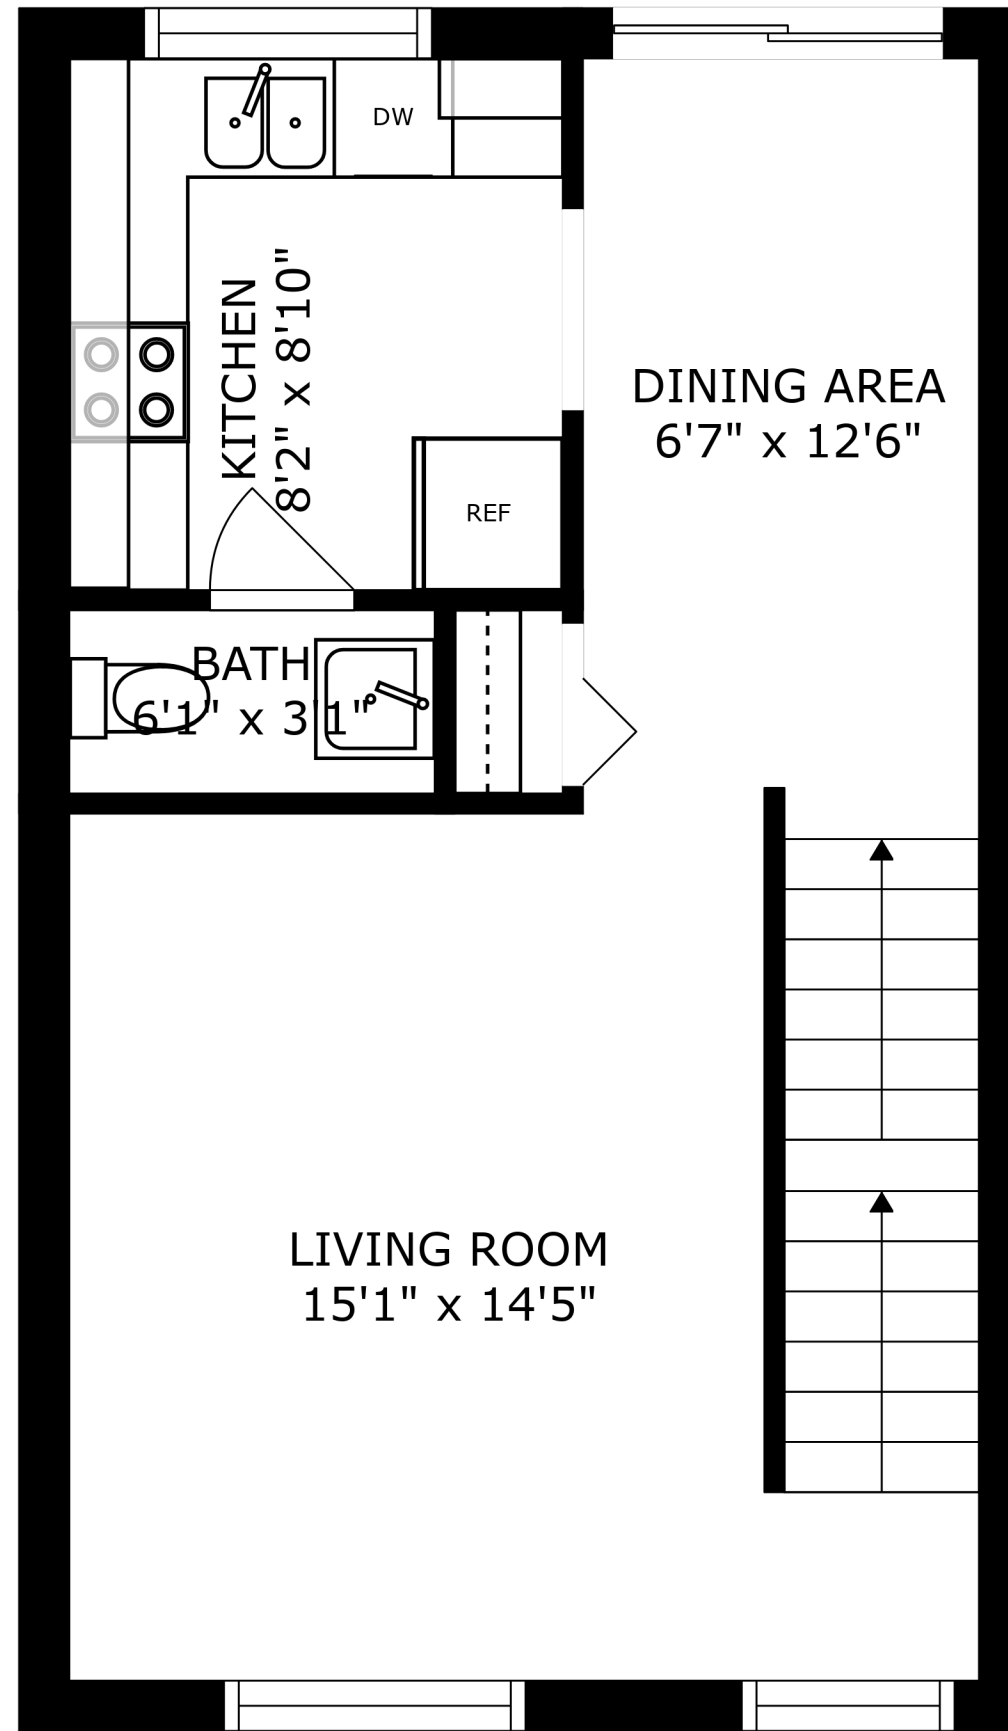 DW
KITCHEN
8'2" x 8'10"
DINING AREA
6'7" x 12'6"
REF
BATH
6'1" x 3'1"
LIVING ROOM
15'1" x 14'5"